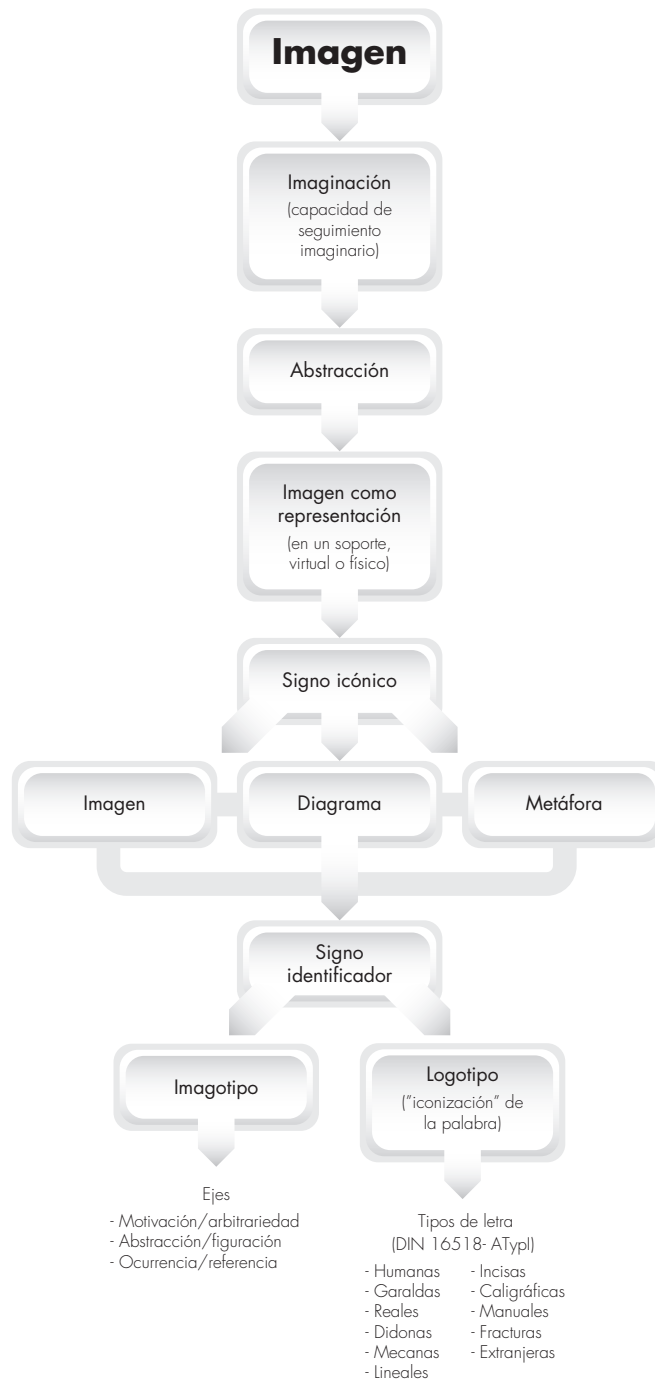 Imagen
Imaginación
(capacidad de
seguimiento
imaginario)
Abstracción
Imagen como
representación
(en un soporte,
virtual o físico)
Signo icónico
Imagen
Diagrama
Metáfora
Signo
identificador
Imagotipo
Logotipo
("iconización" de
la palabra)
Ejes
- Motivación/arbitrariedad
- Abstracción/figuración
- Ocurrencia/referencia
Tipos de letra
(DIN 16518- ATypI)
- Humanas
- Garaldas
- Reales
- Didonas
- Mecanas
- Lineales
- Incisas
- Caligráficas
- Manuales
- Fracturas
- Extranjeras